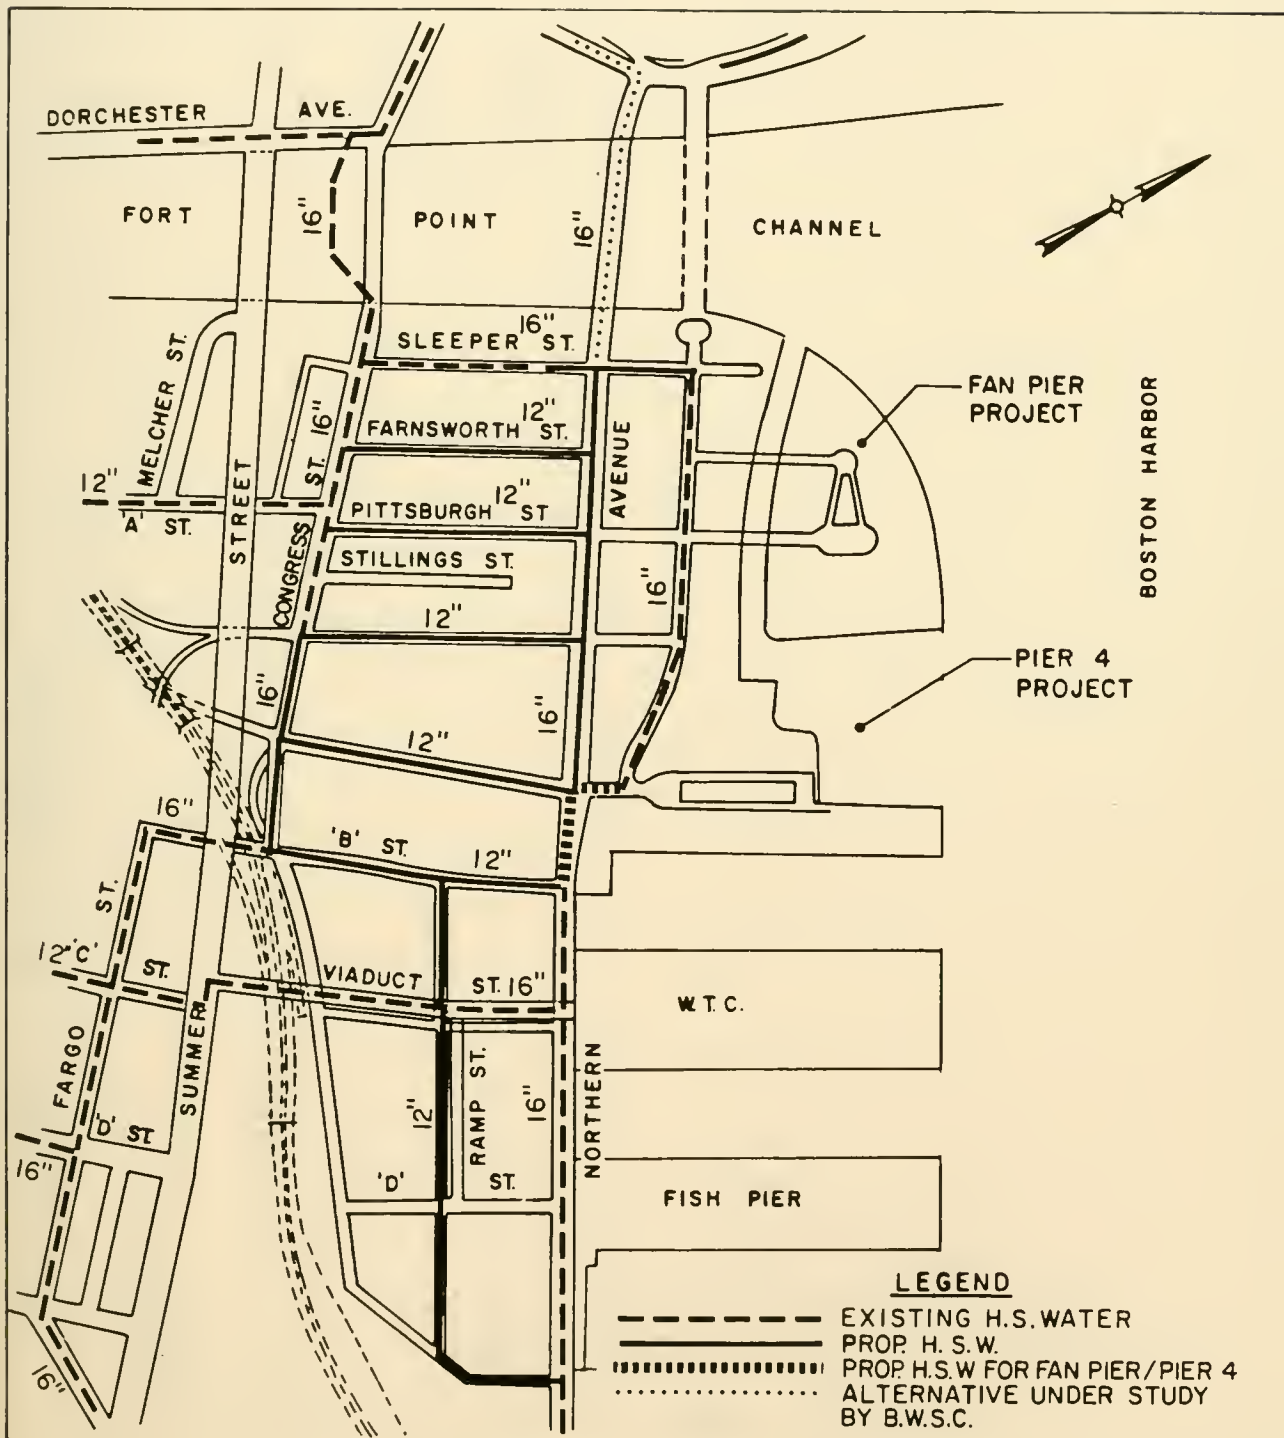 DORCHESTER AVE.
FORT POINT CHANNEL
16"
16"
SLEEPER ST.
16"
MELCHER ST.
16"
ST.
12"
FARNSWORTH ST.
AVENUE
FAN PIER
PROJECT
BOSTON HARBOR
12"
'A' ST.
STREET
12"
PITTSBURGH ST
CONGRESS
STILLINGS ST.
16"
12"
PIER 4
PROJECT
16"
12"
16"
16"
'B' ST.
12"
ST.
12"
'C' ST.
VIADUCT ST.
16"
W.T.C.
SUMMER
FARGO
'D' ST.
16"
12"
RAMP ST.
16"
NORTHERN
'D' ST.
FISH PIER
16"
LEGEND
EXISTING H.S. WATER
PROP. H.S.W.
PROP. H.S.W FOR FAN PIER/PIER 4
ALTERNATIVE UNDER STUDY
BY B.W.S.C.